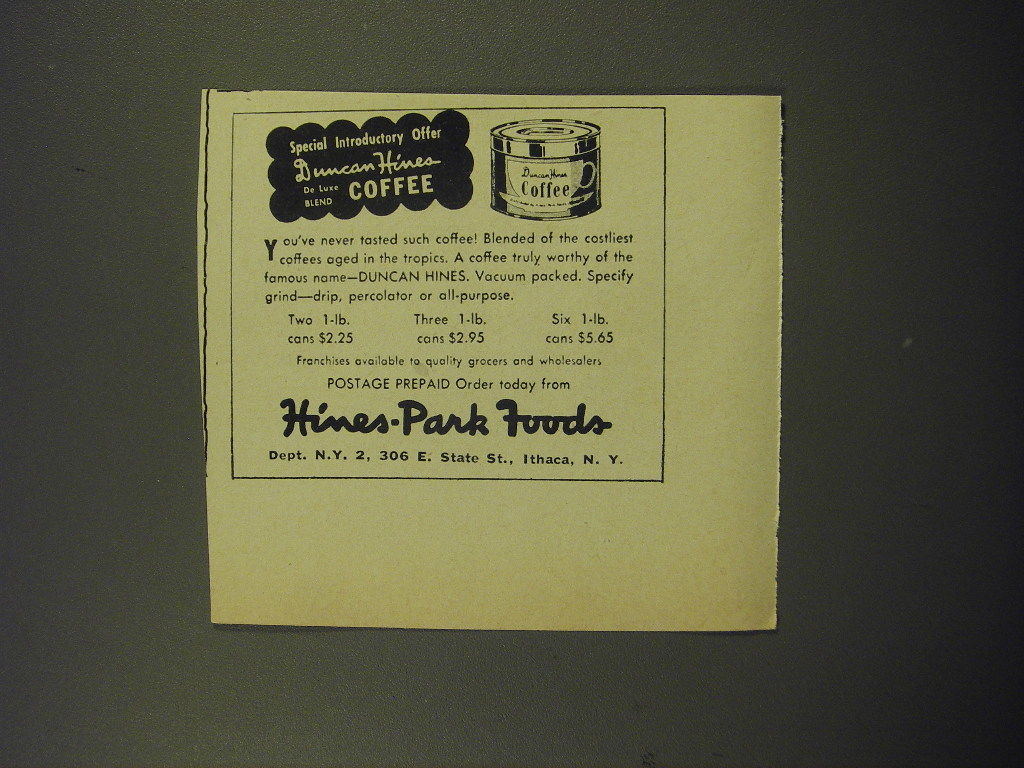 Special Introductory Offer
Duncan Hines
De Luxe
BLEND
COFFEE
Duncan Hines
Coffee
You've never tasted such coffee! Blended of the costliest
coffees aged in the tropics. A coffee truly worthy of the
famous name—DUNCAN HINES. Vacuum packed. Specify
grind—drip, percolator or all-purpose.
Two 1-lb. Three 1-lb. Six 1-lb.
cans $2.25 cans $2.95 cans $5.65
Franchises available to quality grocers and wholesalers
POSTAGE PREPAID Order today from
Hines-Park Foods
Dept. N.Y. 2, 306 E. State St., Ithaca, N. Y.